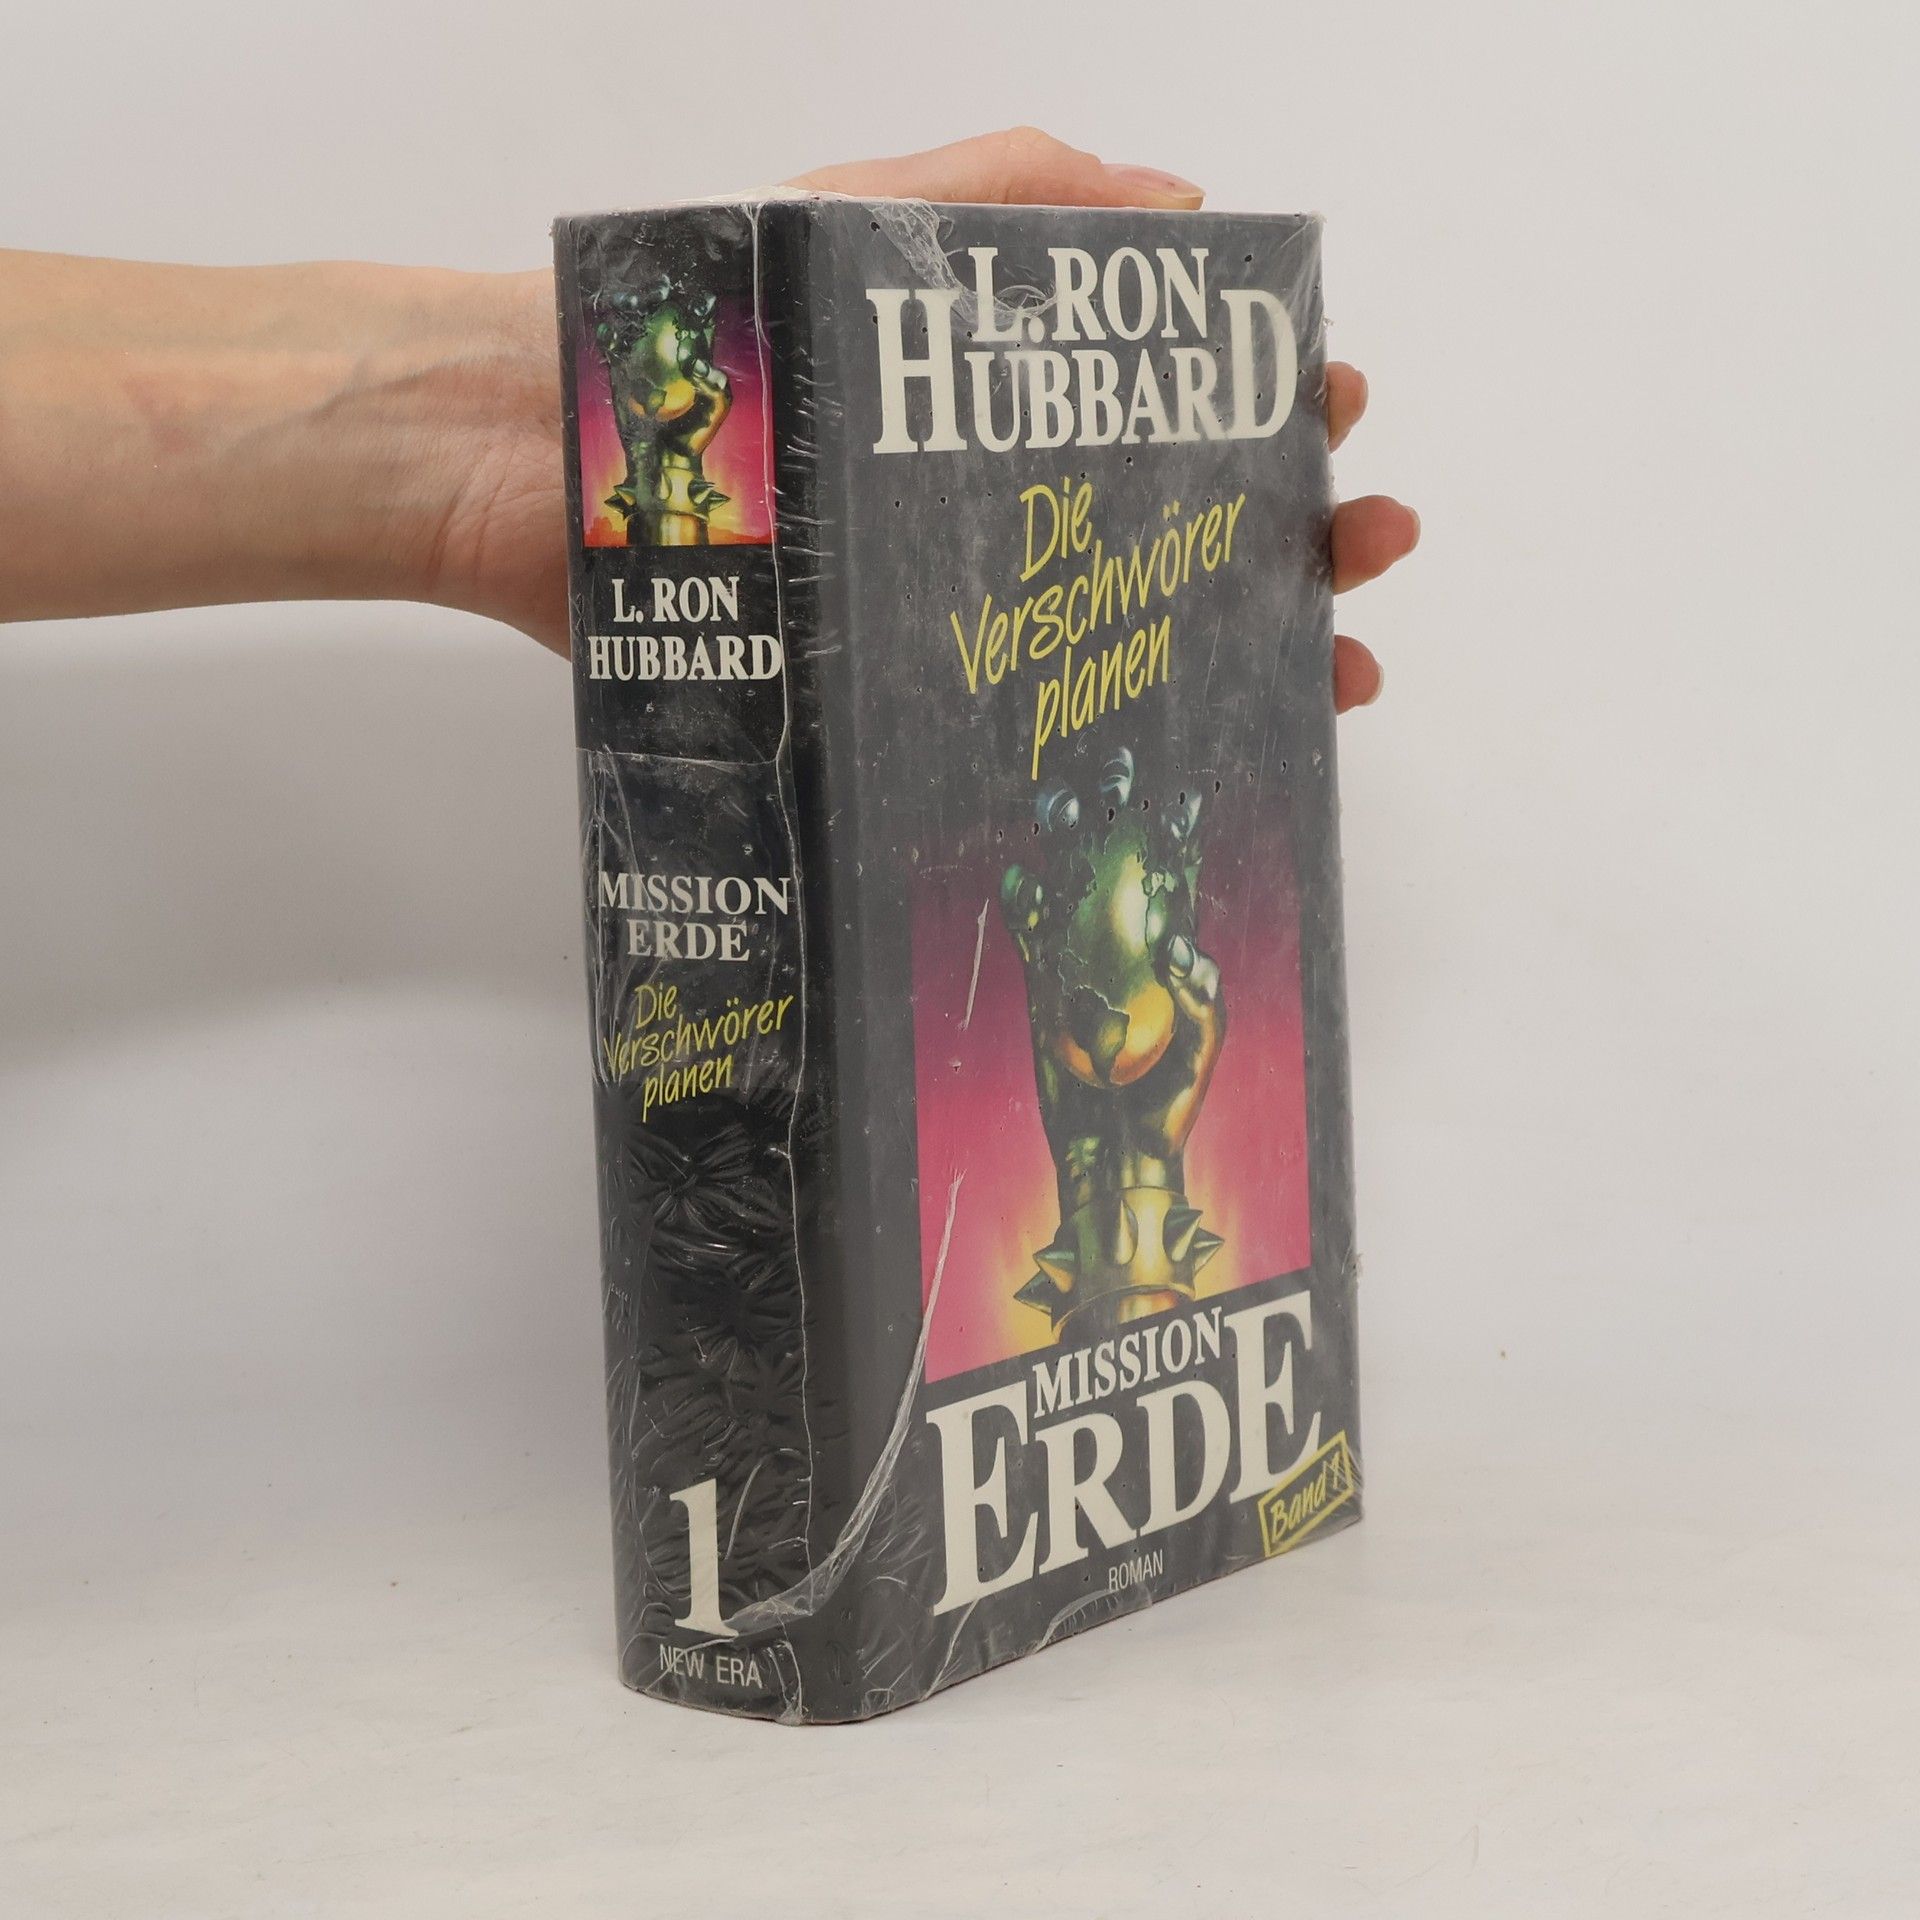 L. RON
HUBBARD
MISSION
ERDE
Die
Verschwörer
planen
1
NEW ERA
L. RON
HUBBARD
Die
Verschwörer
planen
MISSION
ERDE
Band 1
ROMAN